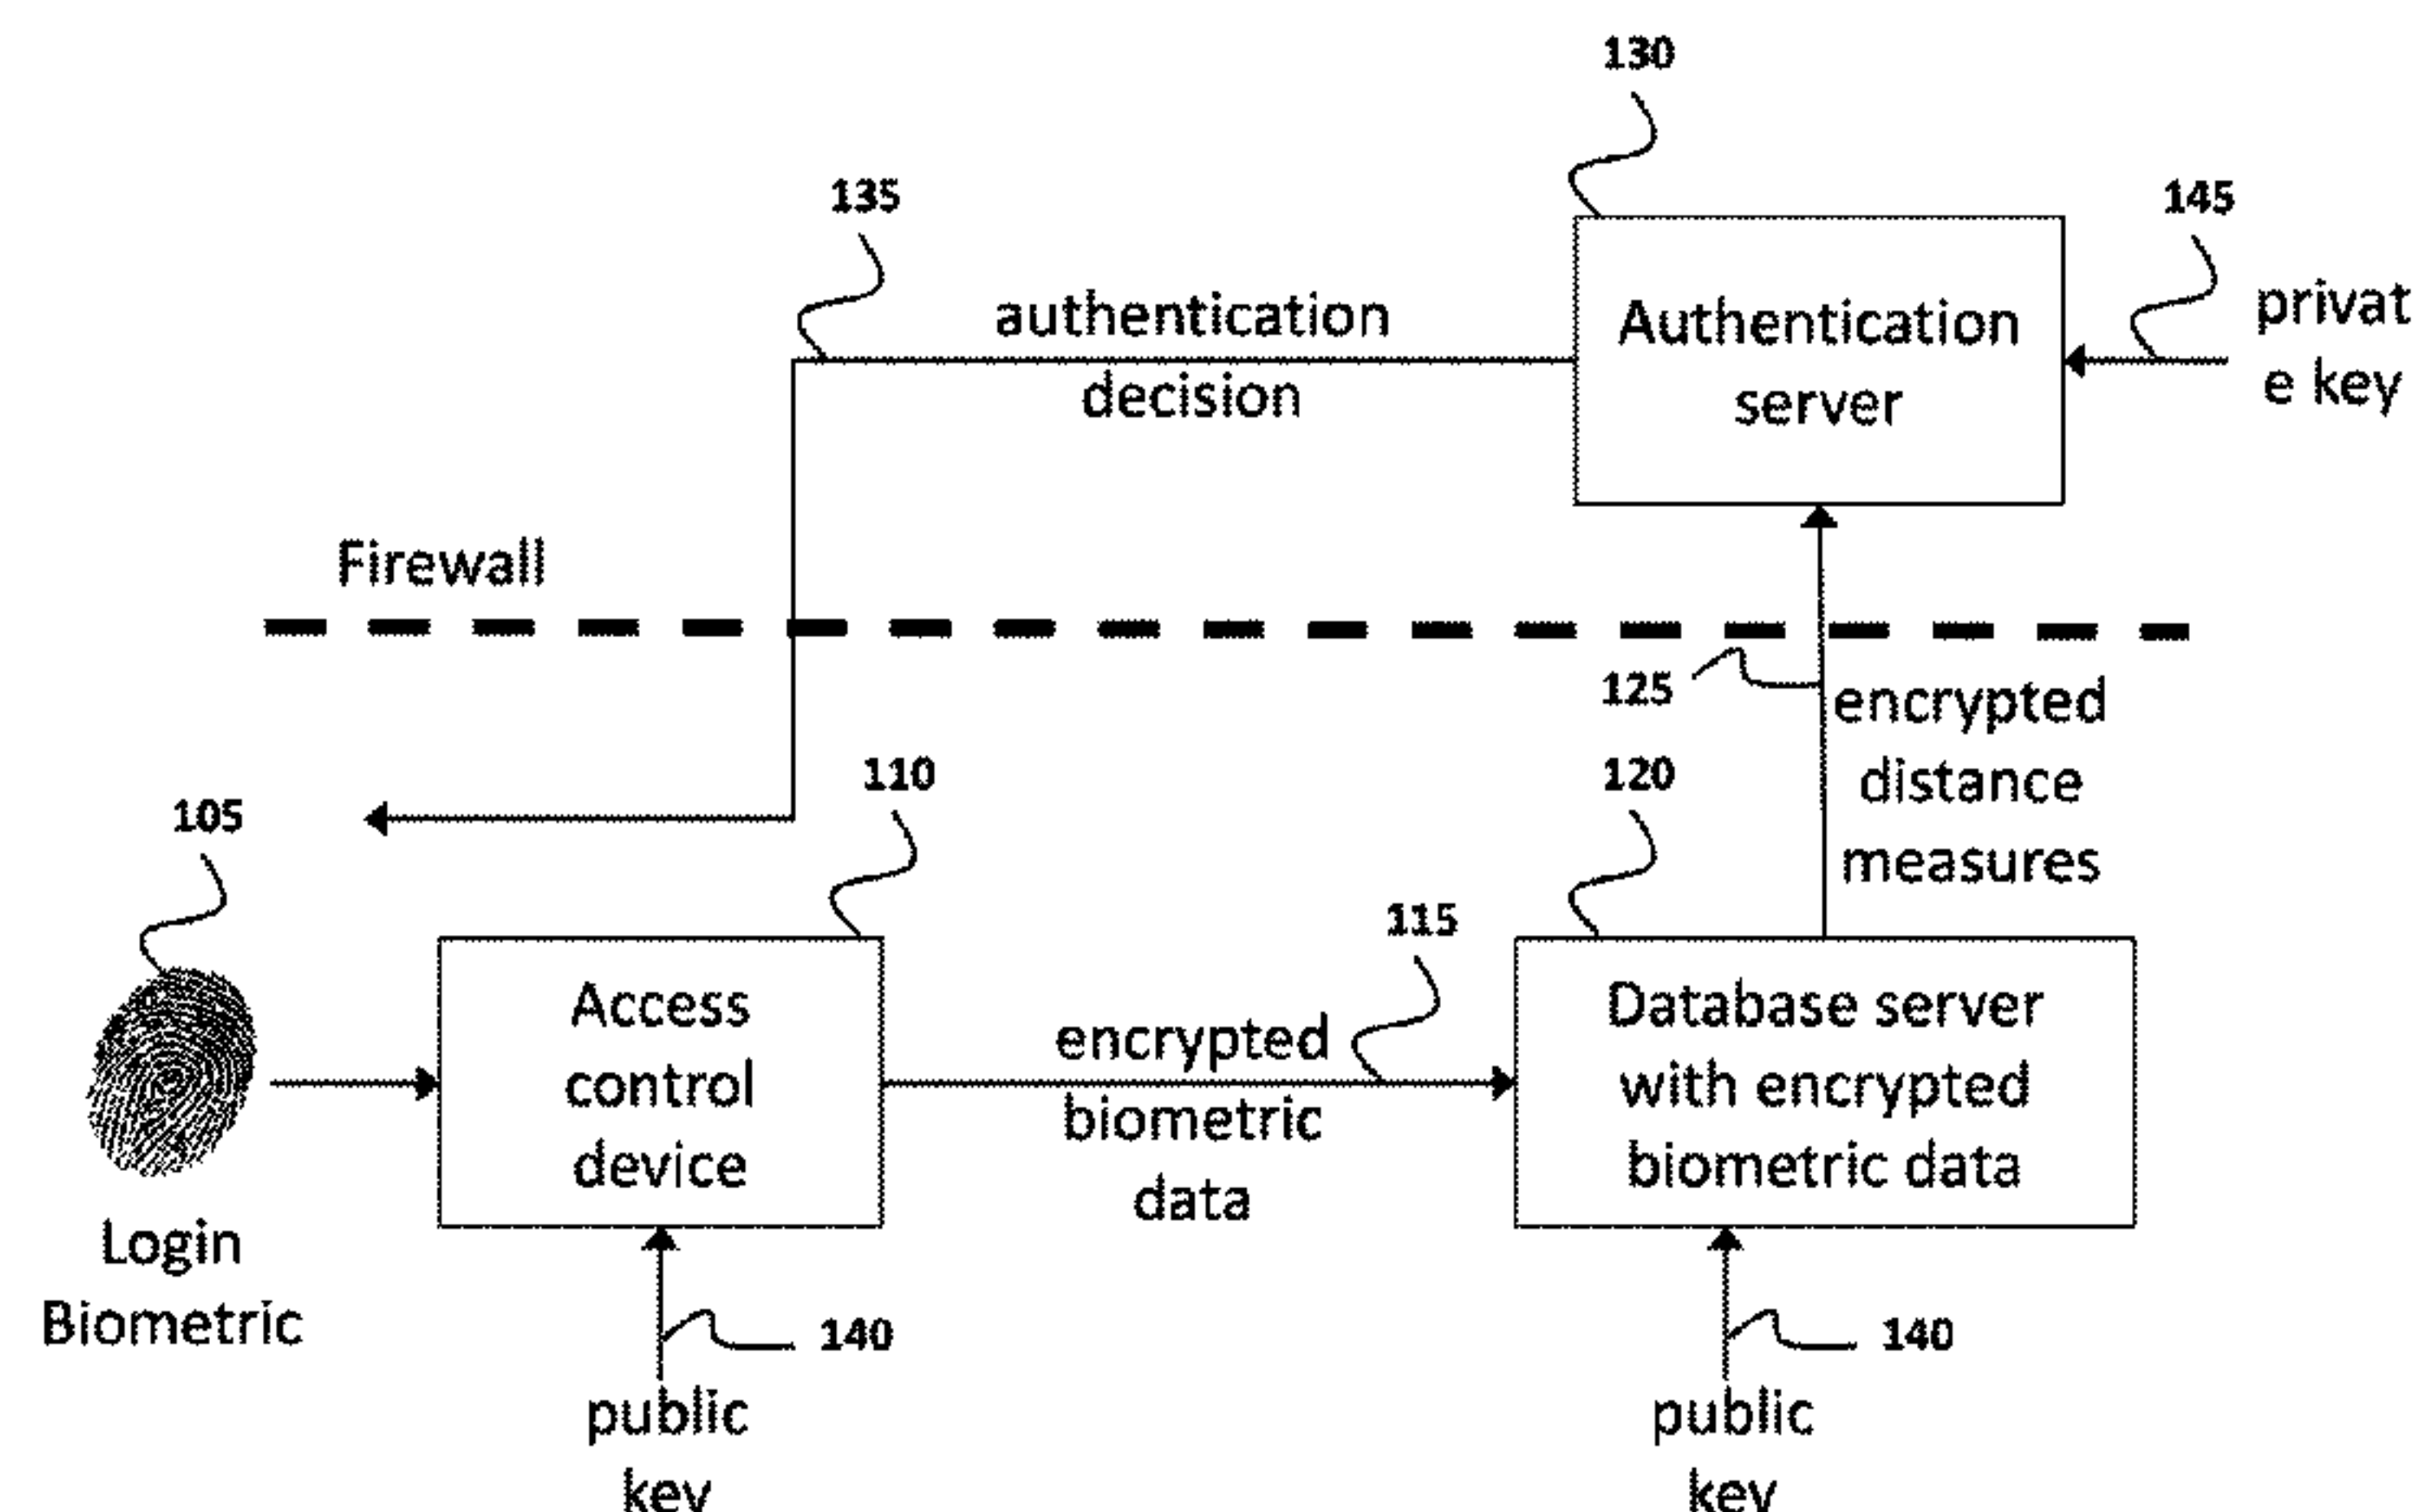 130
135
145
authentication
decision
Authentication
server
privat
e key
Firewall
125
encrypted
distance
measures
105
110
120
115
Access
control
device
encrypted
biometric
data
Database server
with encrypted
biometric data
Login
Biometric
140
public
key
140
public
key